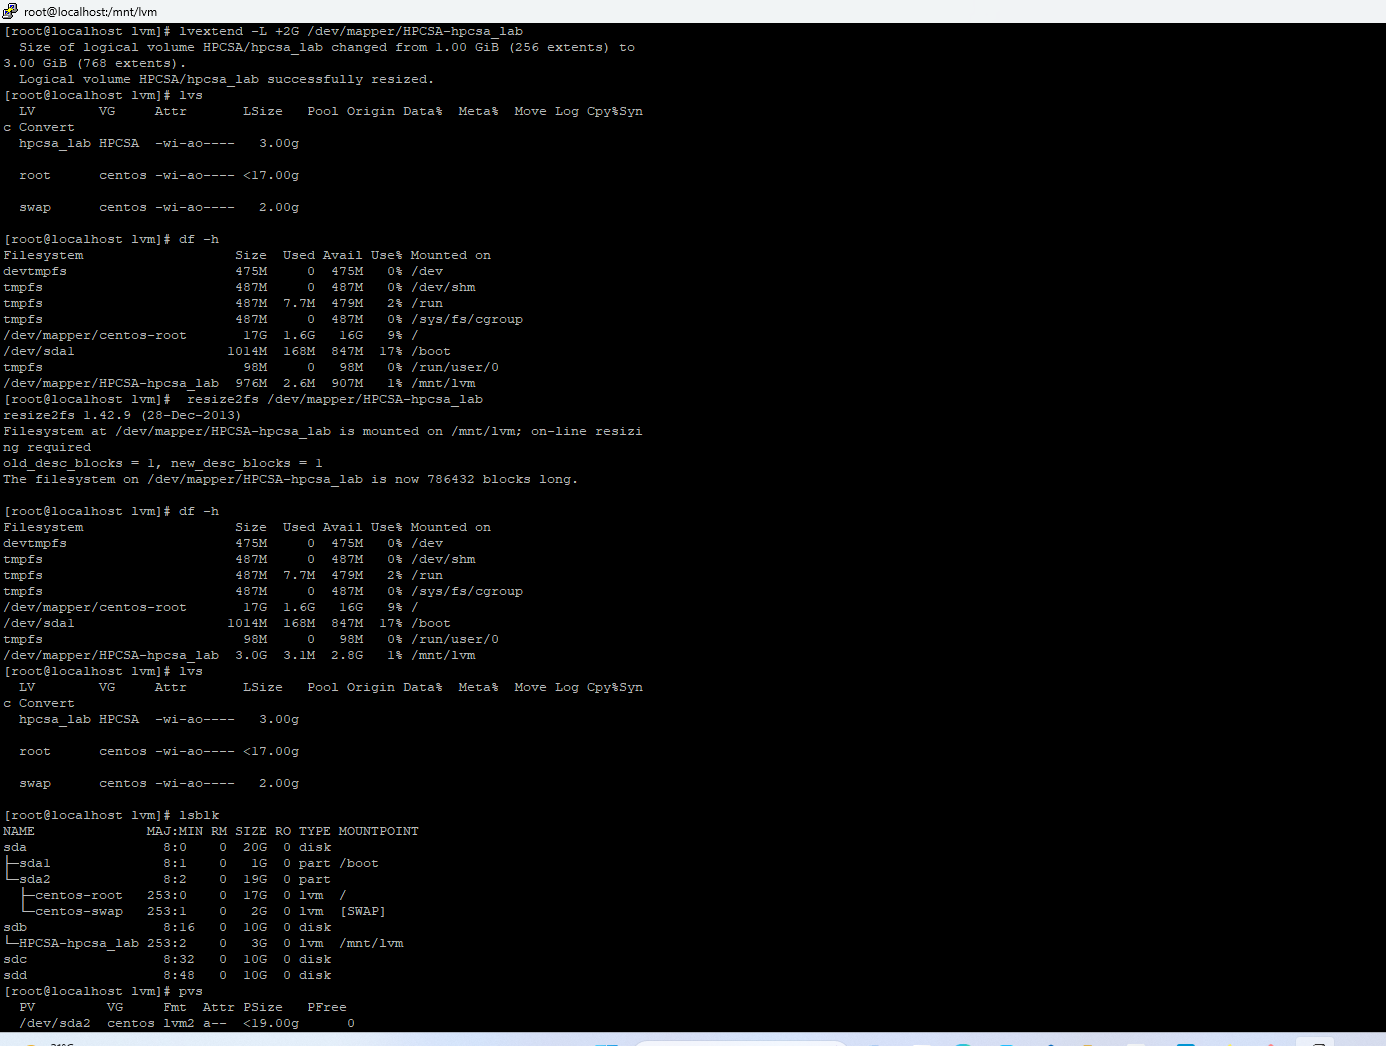 root@localhost:/mnt/lvm
[root@localhost lvm]# lvextend -L +2G /dev/mapper/HPCSA-hpcsa_lab
  Size of logical volume HPCSA/hpcsa_lab changed from 1.00 GiB (256 extents) to
3.00 GiB (768 extents).
  Logical volume HPCSA/hpcsa_lab successfully resized.
[root@localhost lvm]# lvs
  LV        VG     Attr       LSize   Pool Origin Data%  Meta%  Move Log Cpy%Syn
c Convert
  hpcsa_lab HPCSA  -wi-ao----   3.00g
  root      centos -wi-ao---- <17.00g
  swap      centos -wi-ao----   2.00g
[root@localhost lvm]# df -h
Filesystem                   Size  Used Avail Use% Mounted on
devtmpfs                     475M     0  475M   0% /dev
tmpfs                        487M     0  487M   0% /dev/shm
tmpfs                        487M  7.7M  479M   2% /run
tmpfs                        487M     0  487M   0% /sys/fs/cgroup
/dev/mapper/centos-root       17G  1.6G   16G   9% /
/dev/sda1                   1014M  168M  847M  17% /boot
tmpfs                         98M     0   98M   0% /run/user/0
/dev/mapper/HPCSA-hpcsa_lab  976M  2.6M  907M   1% /mnt/lvm
[root@localhost lvm]#  resize2fs /dev/mapper/HPCSA-hpcsa_lab
resize2fs 1.42.9 (28-Dec-2013)
Filesystem at /dev/mapper/HPCSA-hpcsa_lab is mounted on /mnt/lvm; on-line resizi
ng required
old_desc_blocks = 1, new_desc_blocks = 1
The filesystem on /dev/mapper/HPCSA-hpcsa_lab is now 786432 blocks long.
[root@localhost lvm]# df -h
Filesystem                   Size  Used Avail Use% Mounted on
devtmpfs                     475M     0  475M   0% /dev
tmpfs                        487M     0  487M   0% /dev/shm
tmpfs                        487M  7.7M  479M   2% /run
tmpfs                        487M     0  487M   0% /sys/fs/cgroup
/dev/mapper/centos-root       17G  1.6G   16G   9% /
/dev/sda1                   1014M  168M  847M  17% /boot
tmpfs                         98M     0   98M   0% /run/user/0
/dev/mapper/HPCSA-hpcsa_lab  3.0G  3.1M  2.8G   1% /mnt/lvm
[root@localhost lvm]# lvs
  LV        VG     Attr       LSize   Pool Origin Data%  Meta%  Move Log Cpy%Syn
c Convert
  hpcsa_lab HPCSA  -wi-ao----   3.00g
  root      centos -wi-ao---- <17.00g
  swap      centos -wi-ao----   2.00g
[root@localhost lvm]# lsblk
NAME              MAJ:MIN RM SIZE RO TYPE MOUNTPOINT
sda                 8:0    0  20G  0 disk
├─sda1              8:1    0   1G  0 part /boot
└─sda2              8:2    0  19G  0 part
  ├─centos-root   253:0    0  17G  0 lvm  /
  └─centos-swap   253:1    0   2G  0 lvm  [SWAP]
sdb                 8:16   0  10G  0 disk
└─HPCSA-hpcsa_lab 253:2    0   3G  0 lvm  /mnt/lvm
sdc                 8:32   0  10G  0 disk
sdd                 8:48   0  10G  0 disk
[root@localhost lvm]# pvs
  PV         VG     Fmt  Attr PSize   PFree
  /dev/sda2  centos lvm2 a--  <19.00g      0